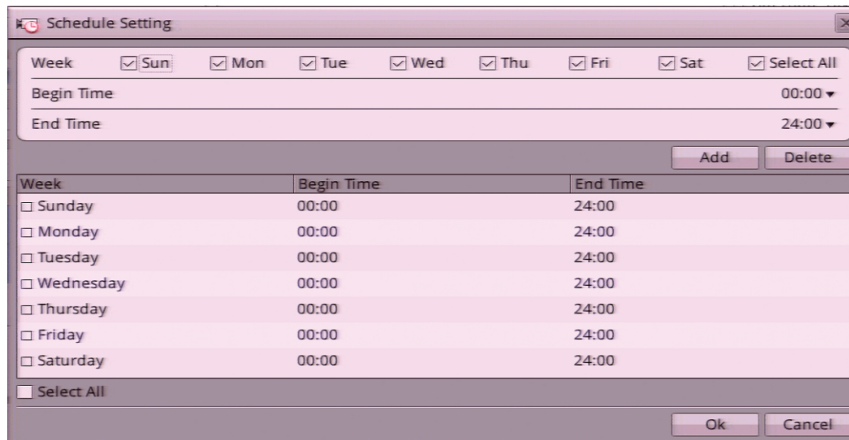 Schedule Setting
Week Sun Mon Tue Wed Thu Fri Sat Select All
Begin Time 00:00
End Time 24:00
Add Delete
Week Begin Time End Time
Sunday 00:00 24:00
Monday 00:00 24:00
Tuesday 00:00 24:00
Wednesday 00:00 24:00
Thursday 00:00 24:00
Friday 00:00 24:00
Saturday 00:00 24:00
Select All
Ok Cancel